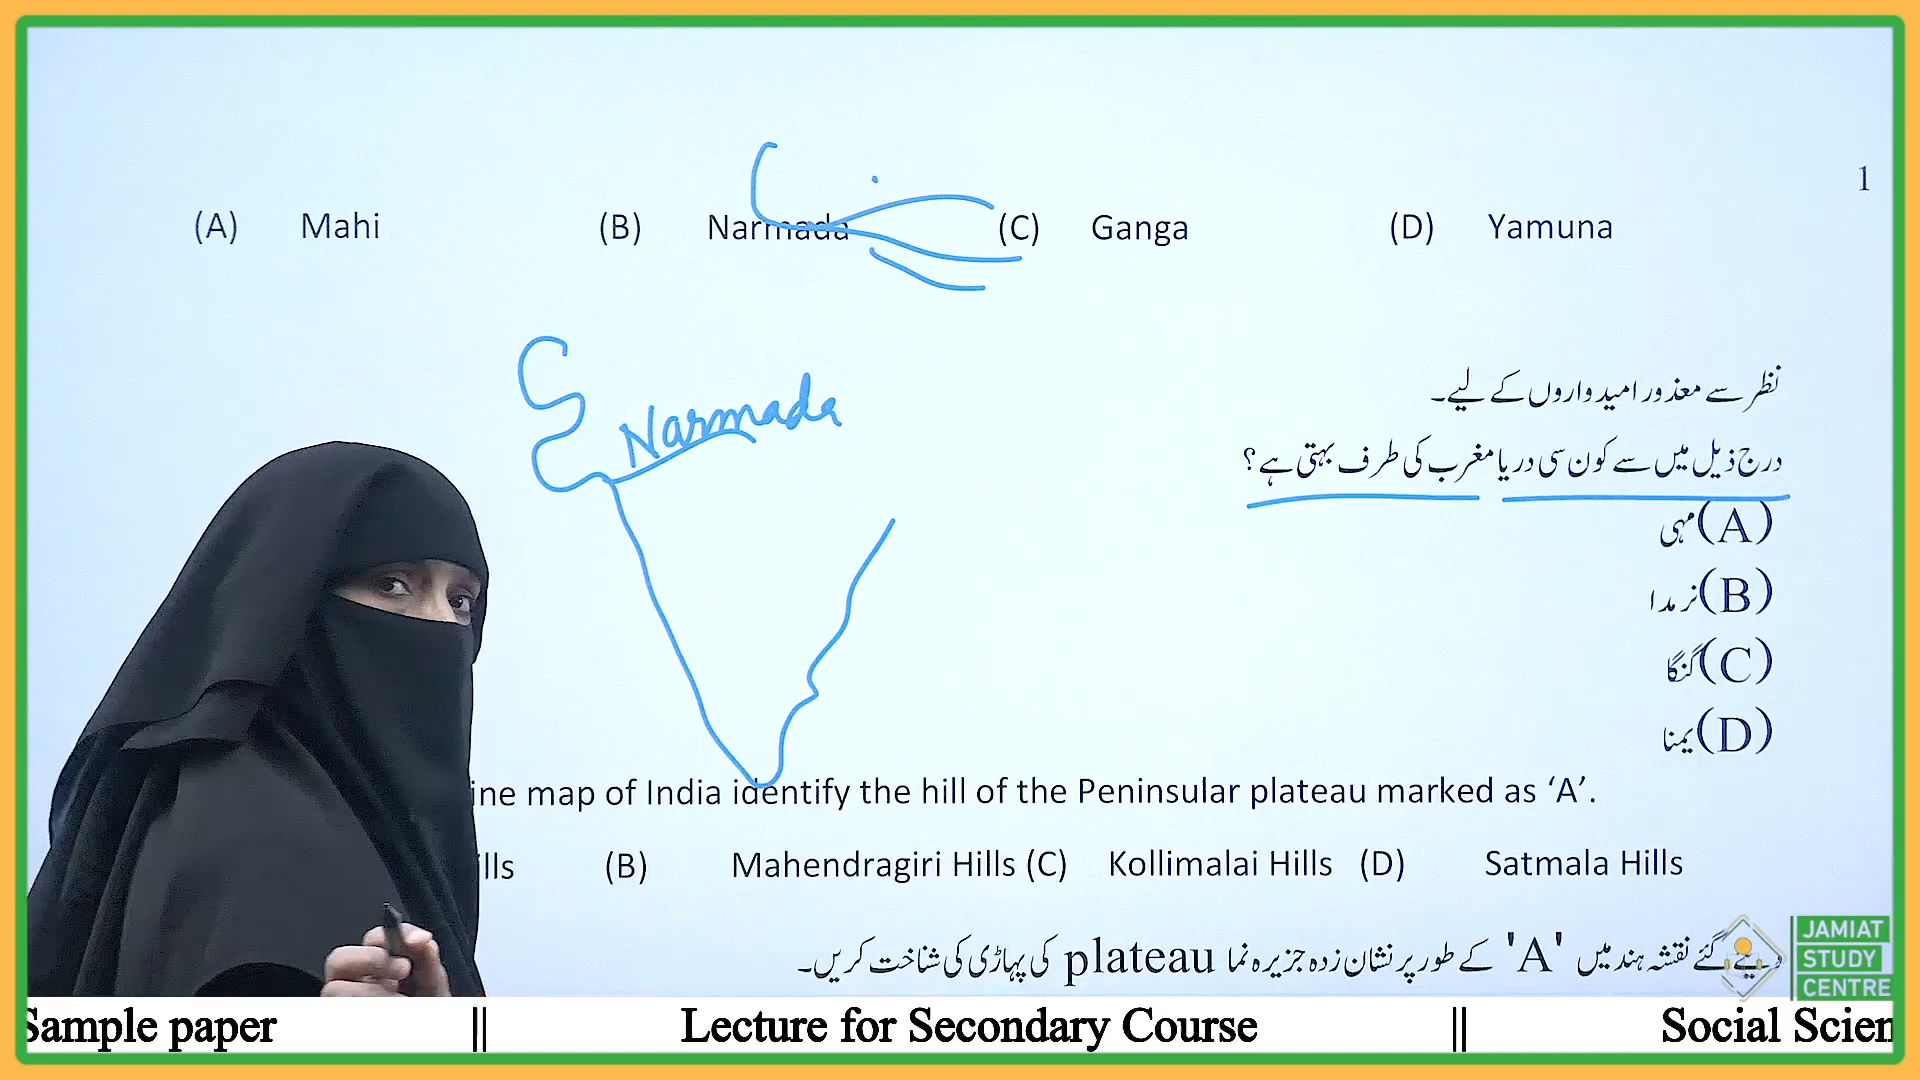 1
(A) Mahi (B) Narmada (C) Ganga (D) Yamuna
Narmada
نظر سے معذور امیدواروں کے لیے۔
درج ذیل میں سے کون سی دریا مغرب کی طرف بہتی ہے؟
(A) مہی
(B) نرمدا
(C) گنگا
(D) یمنا
ine map of India identify the hill of the Peninsular plateau marked as ‘A’.
ills (B) Mahendragiri Hills (C) Kollimalai Hills (D) Satmala Hills
گئے نقشہ ہند میں 'A' کے طور پر نشان زدہ جزیرہ نما plateau کی پہاڑی کی شناخت کریں۔
JAMIAT
STUDY
CENTRE
Sample paper || Lecture for Secondary Course || Social Scien